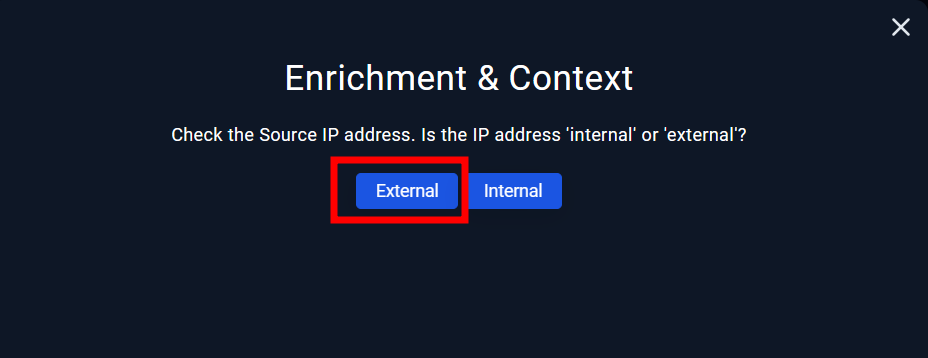 Enrichment & Context
Check the Source IP address. Is the IP address 'internal' or 'external'?
External Internal